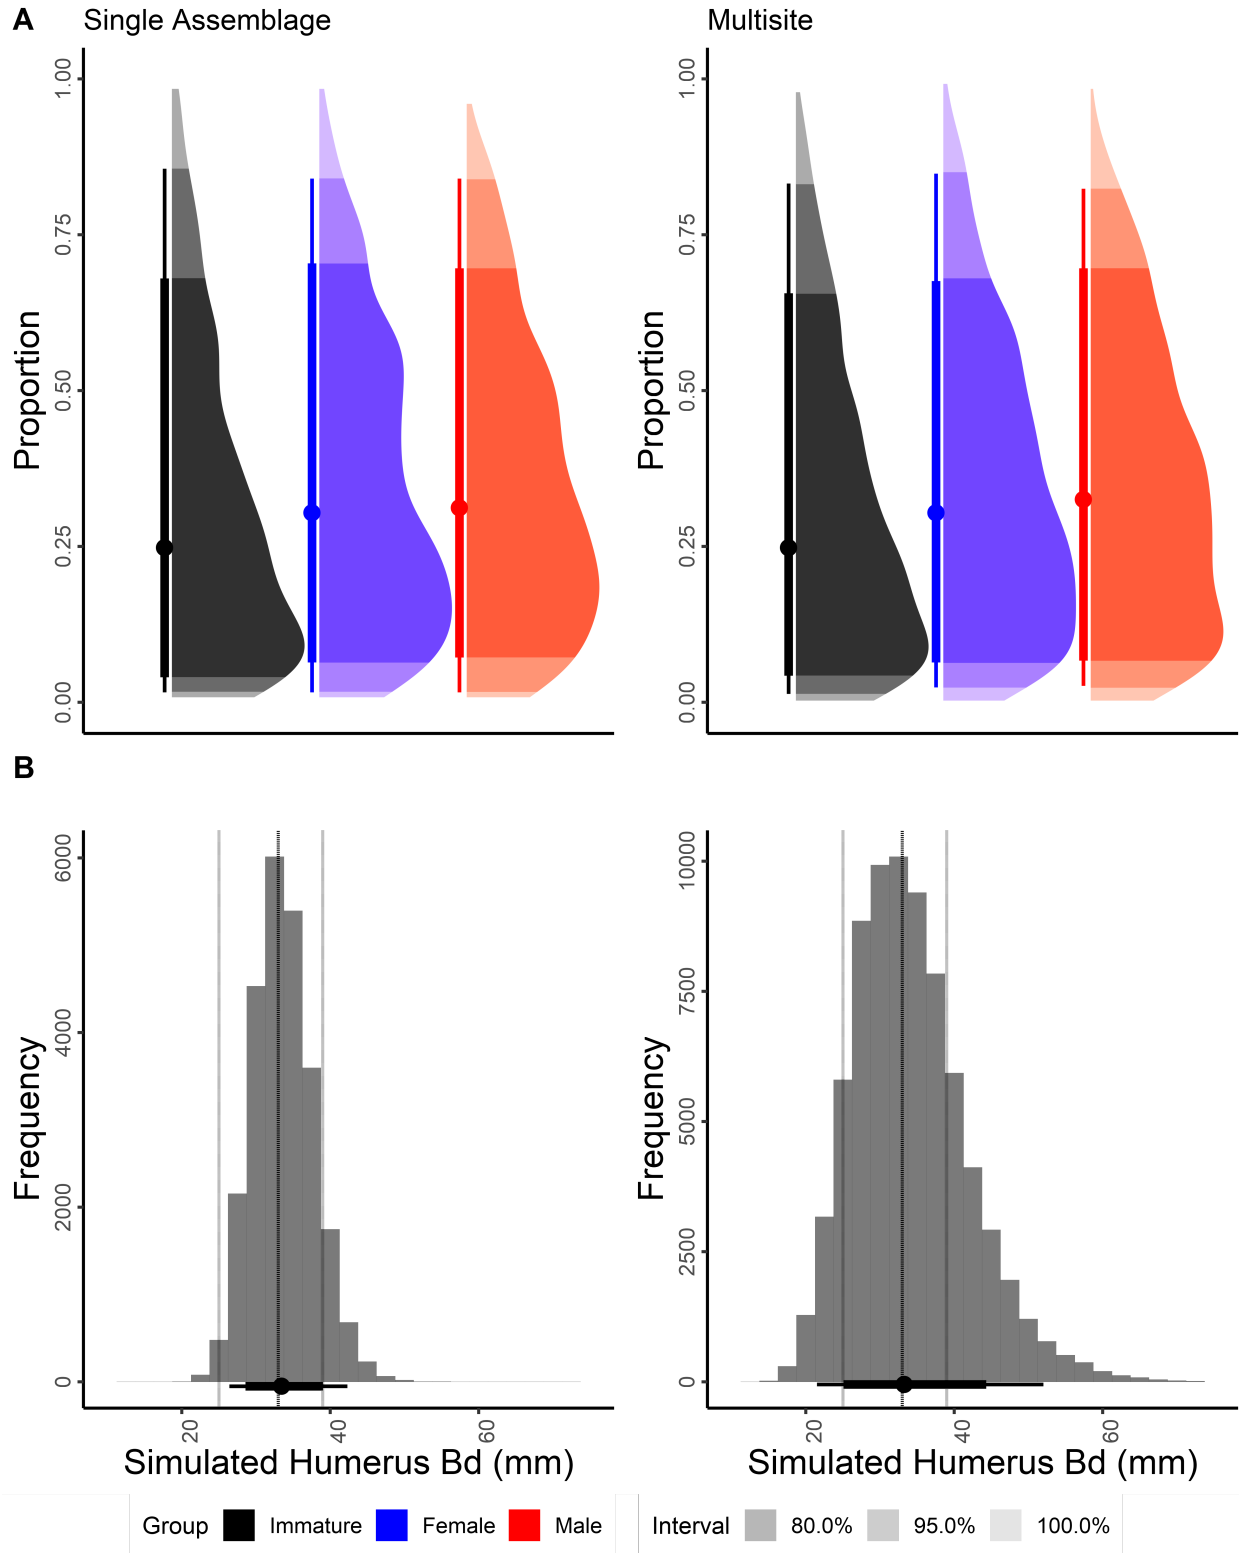 A
Single Assemblage
Multisite
Proportion
1.00
0.75
0.50
0.25
0.00
Proportion
1.00
0.75
0.50
0.25
0.00
B
Frequency
6000
4000
2000
0
20
40
60
Simulated Humerus Bd (mm)
Frequency
10000
7500
5000
2500
0
20
40
60
Simulated Humerus Bd (mm)
Group Immature Female Male
Interval 80.0% 95.0% 100.0%